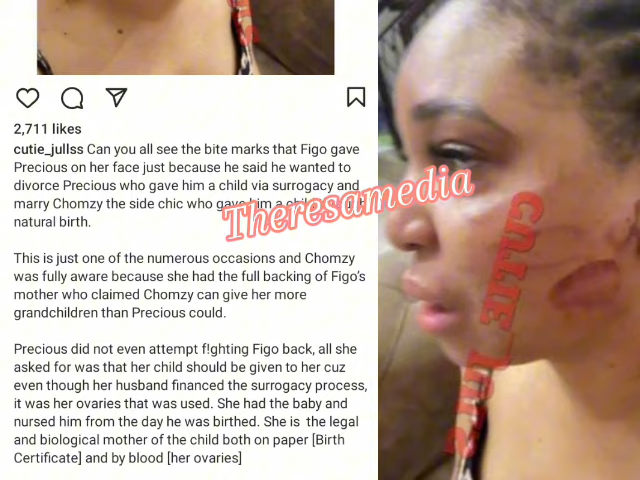 2,711 likes
cutie_jullss Can you all see the bite marks that Figo gave
Precious on her face just because he said he wanted to
divorce Precious who gave him a child via surrogacy and
marry Chomzy the side chic who gave him a
natural birth.
This is just one of the numerous occasions and Chomzy
was fully aware because she had the full backing of Figo's
mother who claimed Chomzy can give her more
grandchildren than Precious could.
Precious did not even attempt f!ghting Figo back, all she
asked for was that her child should be given to her cuz
even though her husband financed the surrogacy process,
it was her ovaries that was used. She had the baby and
nursed him from the day he was birthed. She is the legal
and biological mother of the child both on paper [Birth
Certificate] and by blood [her ovaries]
Theresamedia